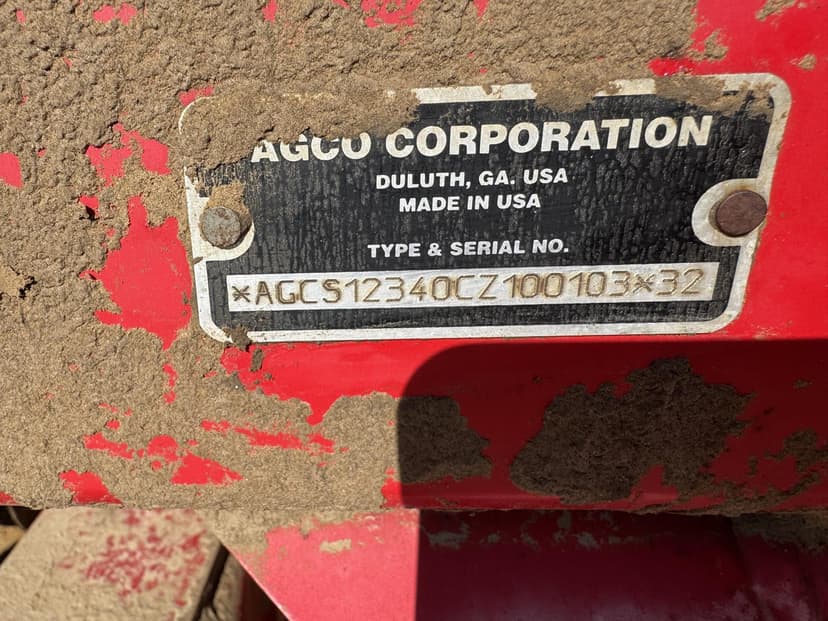 AGCO CORPORATION
DULUTH, GA. USA
MADE IN USA
TYPE & SERIAL NO.
*AGCS12340CZ100103*32